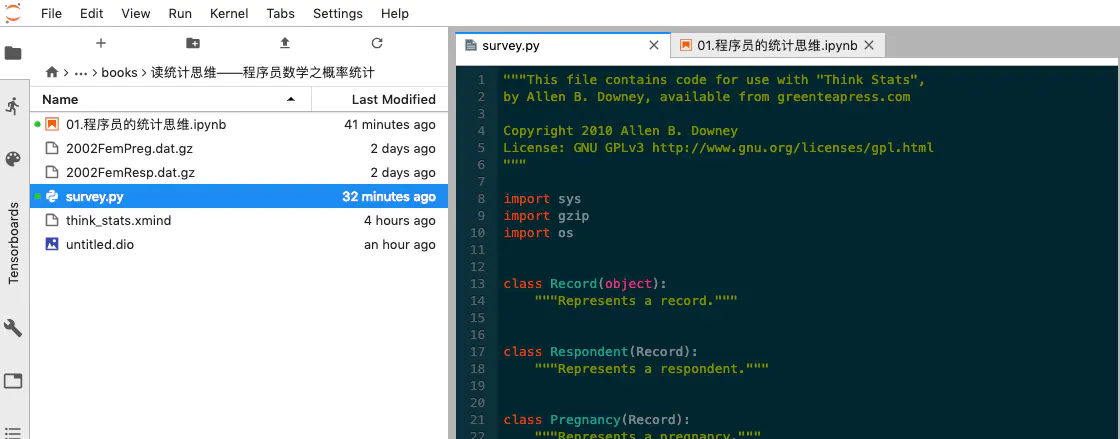 File Edit View Run Kernel Tabs Settings Help
… books 读统计思维——程序员数学之概率统计
Name Last Modified
01.程序员的统计思维.ipynb 41 minutes ago
2002FemPreg.dat.gz 2 days ago
2002FemResp.dat.gz 2 days ago
survey.py 32 minutes ago
think_stats.xmind 4 hours ago
untitled.dio an hour ago
Tensorboards
survey.py 01.程序员的统计思维.ipynb
1 """This file contains code for use with "Think Stats",
2 by Allen B. Downey, available from greenteapress.com
3
4 Copyright 2010 Allen B. Downey
5 License: GNU GPLv3 http://www.gnu.org/licenses/gpl.html
6 """
7
8 import sys
9 import gzip
10 import os
11
12
13 class Record(object):
14 """Represents a record."""
15
16
17 class Respondent(Record):
18 """Represents a respondent."""
19
20
21 class Pregnancy(Record):
22 """Represents a pregnancy."""